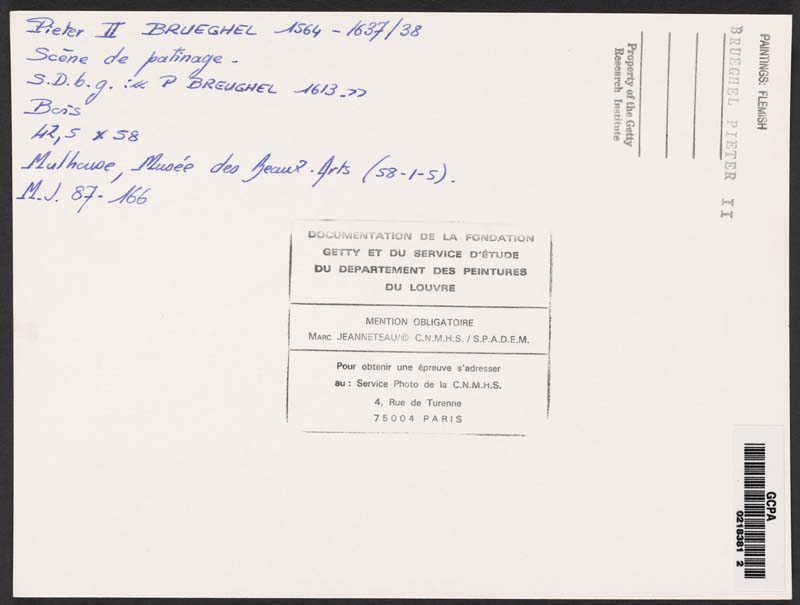 Pieter II BRUEGHEL 1564 - 1637/38
Scène de patinage.
S.D.b.g. : « P BREUGHEL 1613. »
Bois
42,5 x 58
Mulhouse, Musée des Beaux-Arts (58-1-5).
M.J. 87-166
DOCUMENTATION DE LA FONDATION
GETTY ET DU SERVICE D'ÉTUDE
DU DEPARTEMENT DES PEINTURES
DU LOUVRE
MENTION OBLIGATOIRE
MARC JEANNETEAU/© C.N.M.H.S. / S.P.A.D.E.M.
Pour obtenir une épreuve s'adresser
au : Service Photo de la C.N.M.H.S.
4, Rue de Turenne
75004 PARIS
PAINTINGS: FLEMISH
BRUEGHEL PIETER II
Property of the Getty
Research Institute
GCPA
0218381 2